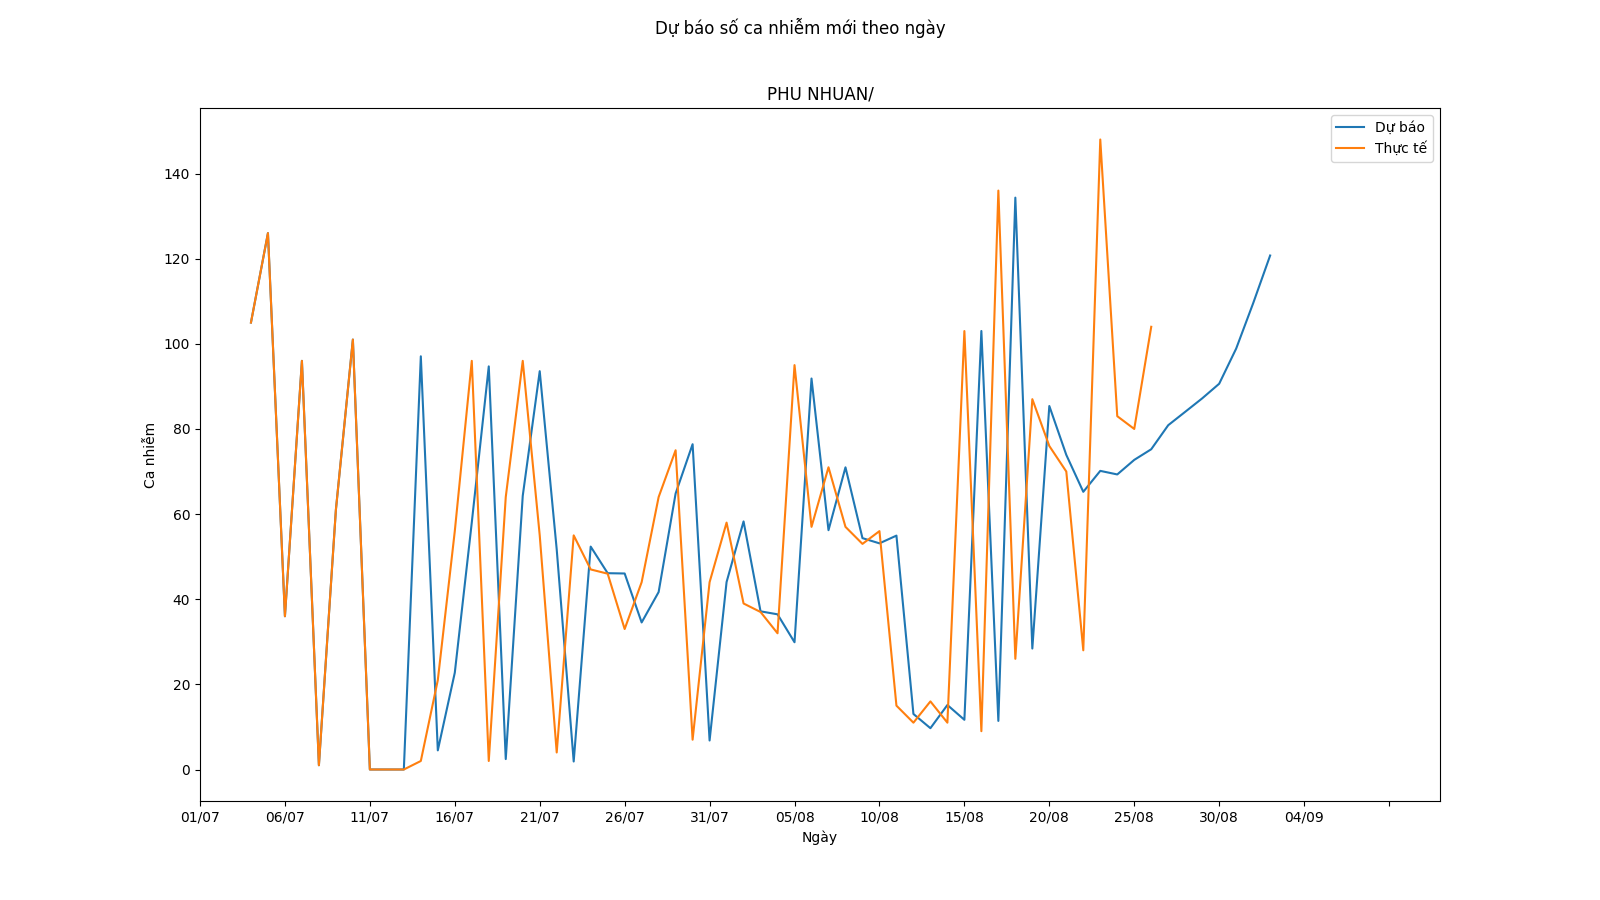 Dự báo số ca nhiễm mới theo ngày
PHU NHUAN/
Dự báo
Thực tế
140
120
100
80
60
40
20
0
Ca nhiễm
01/07 06/07 11/07 16/07 21/07 26/07 31/07 05/08 10/08 15/08 20/08 25/08 30/08 04/09
Ngày